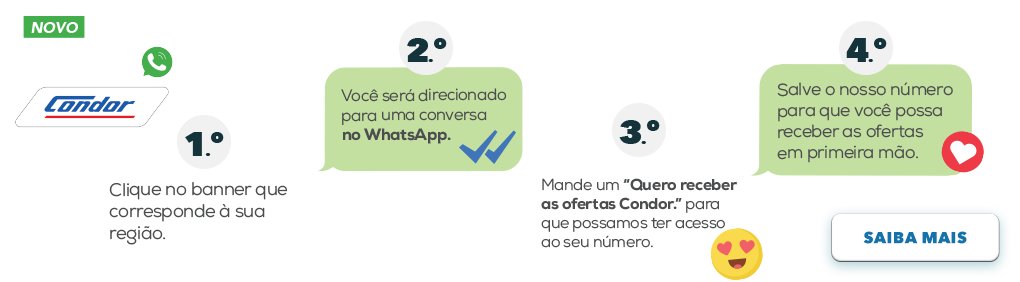 NOVO
Condor
1.º
Clique no banner que
corresponde à sua
região.
2.º
Você será direcionado
para uma conversa
no WhatsApp.
3.º
Mande um “Quero receber
as ofertas Condor.” para
que possamos ter acesso
ao seu número.
4.º
Salve o nosso número
para que você possa
receber as ofertas
em primeira mão.
SAIBA MAIS